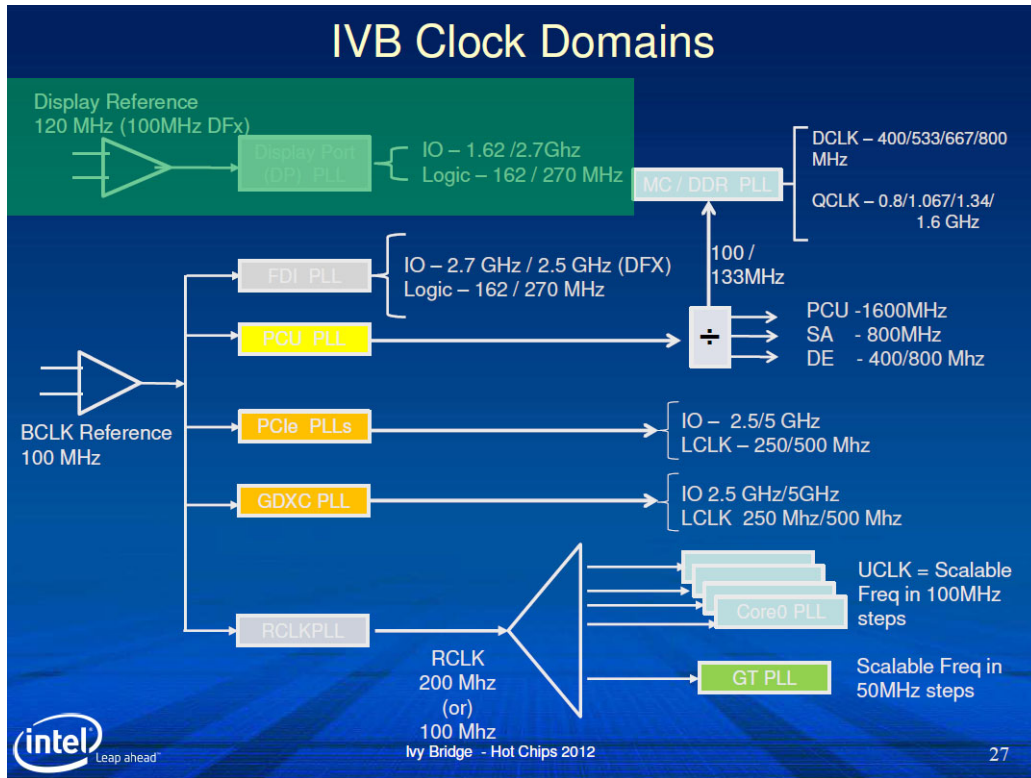 IVB Clock Domains
Display Reference
120 MHz (100MHz DFx)
Display Port
(DP) PLL
IO – 1.62 /2.7Ghz
Logic – 162 / 270 MHz
MC / DDR PLL
DCLK – 400/533/667/800
MHz
QCLK – 0.8/1.067/1.34/
1.6 GHz
100 /
133MHz
FDI PLL
IO – 2.7 GHz / 2.5 GHz (DFX)
Logic – 162 / 270 MHz
PCU PLL
÷
PCU -1600MHz
SA - 800MHz
DE - 400/800 Mhz
BCLK Reference
100 MHz
PCIe PLLs
IO – 2.5/5 GHz
LCLK – 250/500 Mhz
GDXC PLL
IO 2.5 GHz/5GHz
LCLK 250 Mhz/500 Mhz
RCLKPLL
RCLK
200 Mhz
(or)
100 Mhz
Core0 PLL
UCLK = Scalable
Freq in 100MHz
steps
GT PLL
Scalable Freq in
50MHz steps
intel
Leap ahead™
Ivy Bridge - Hot Chips 2012
27